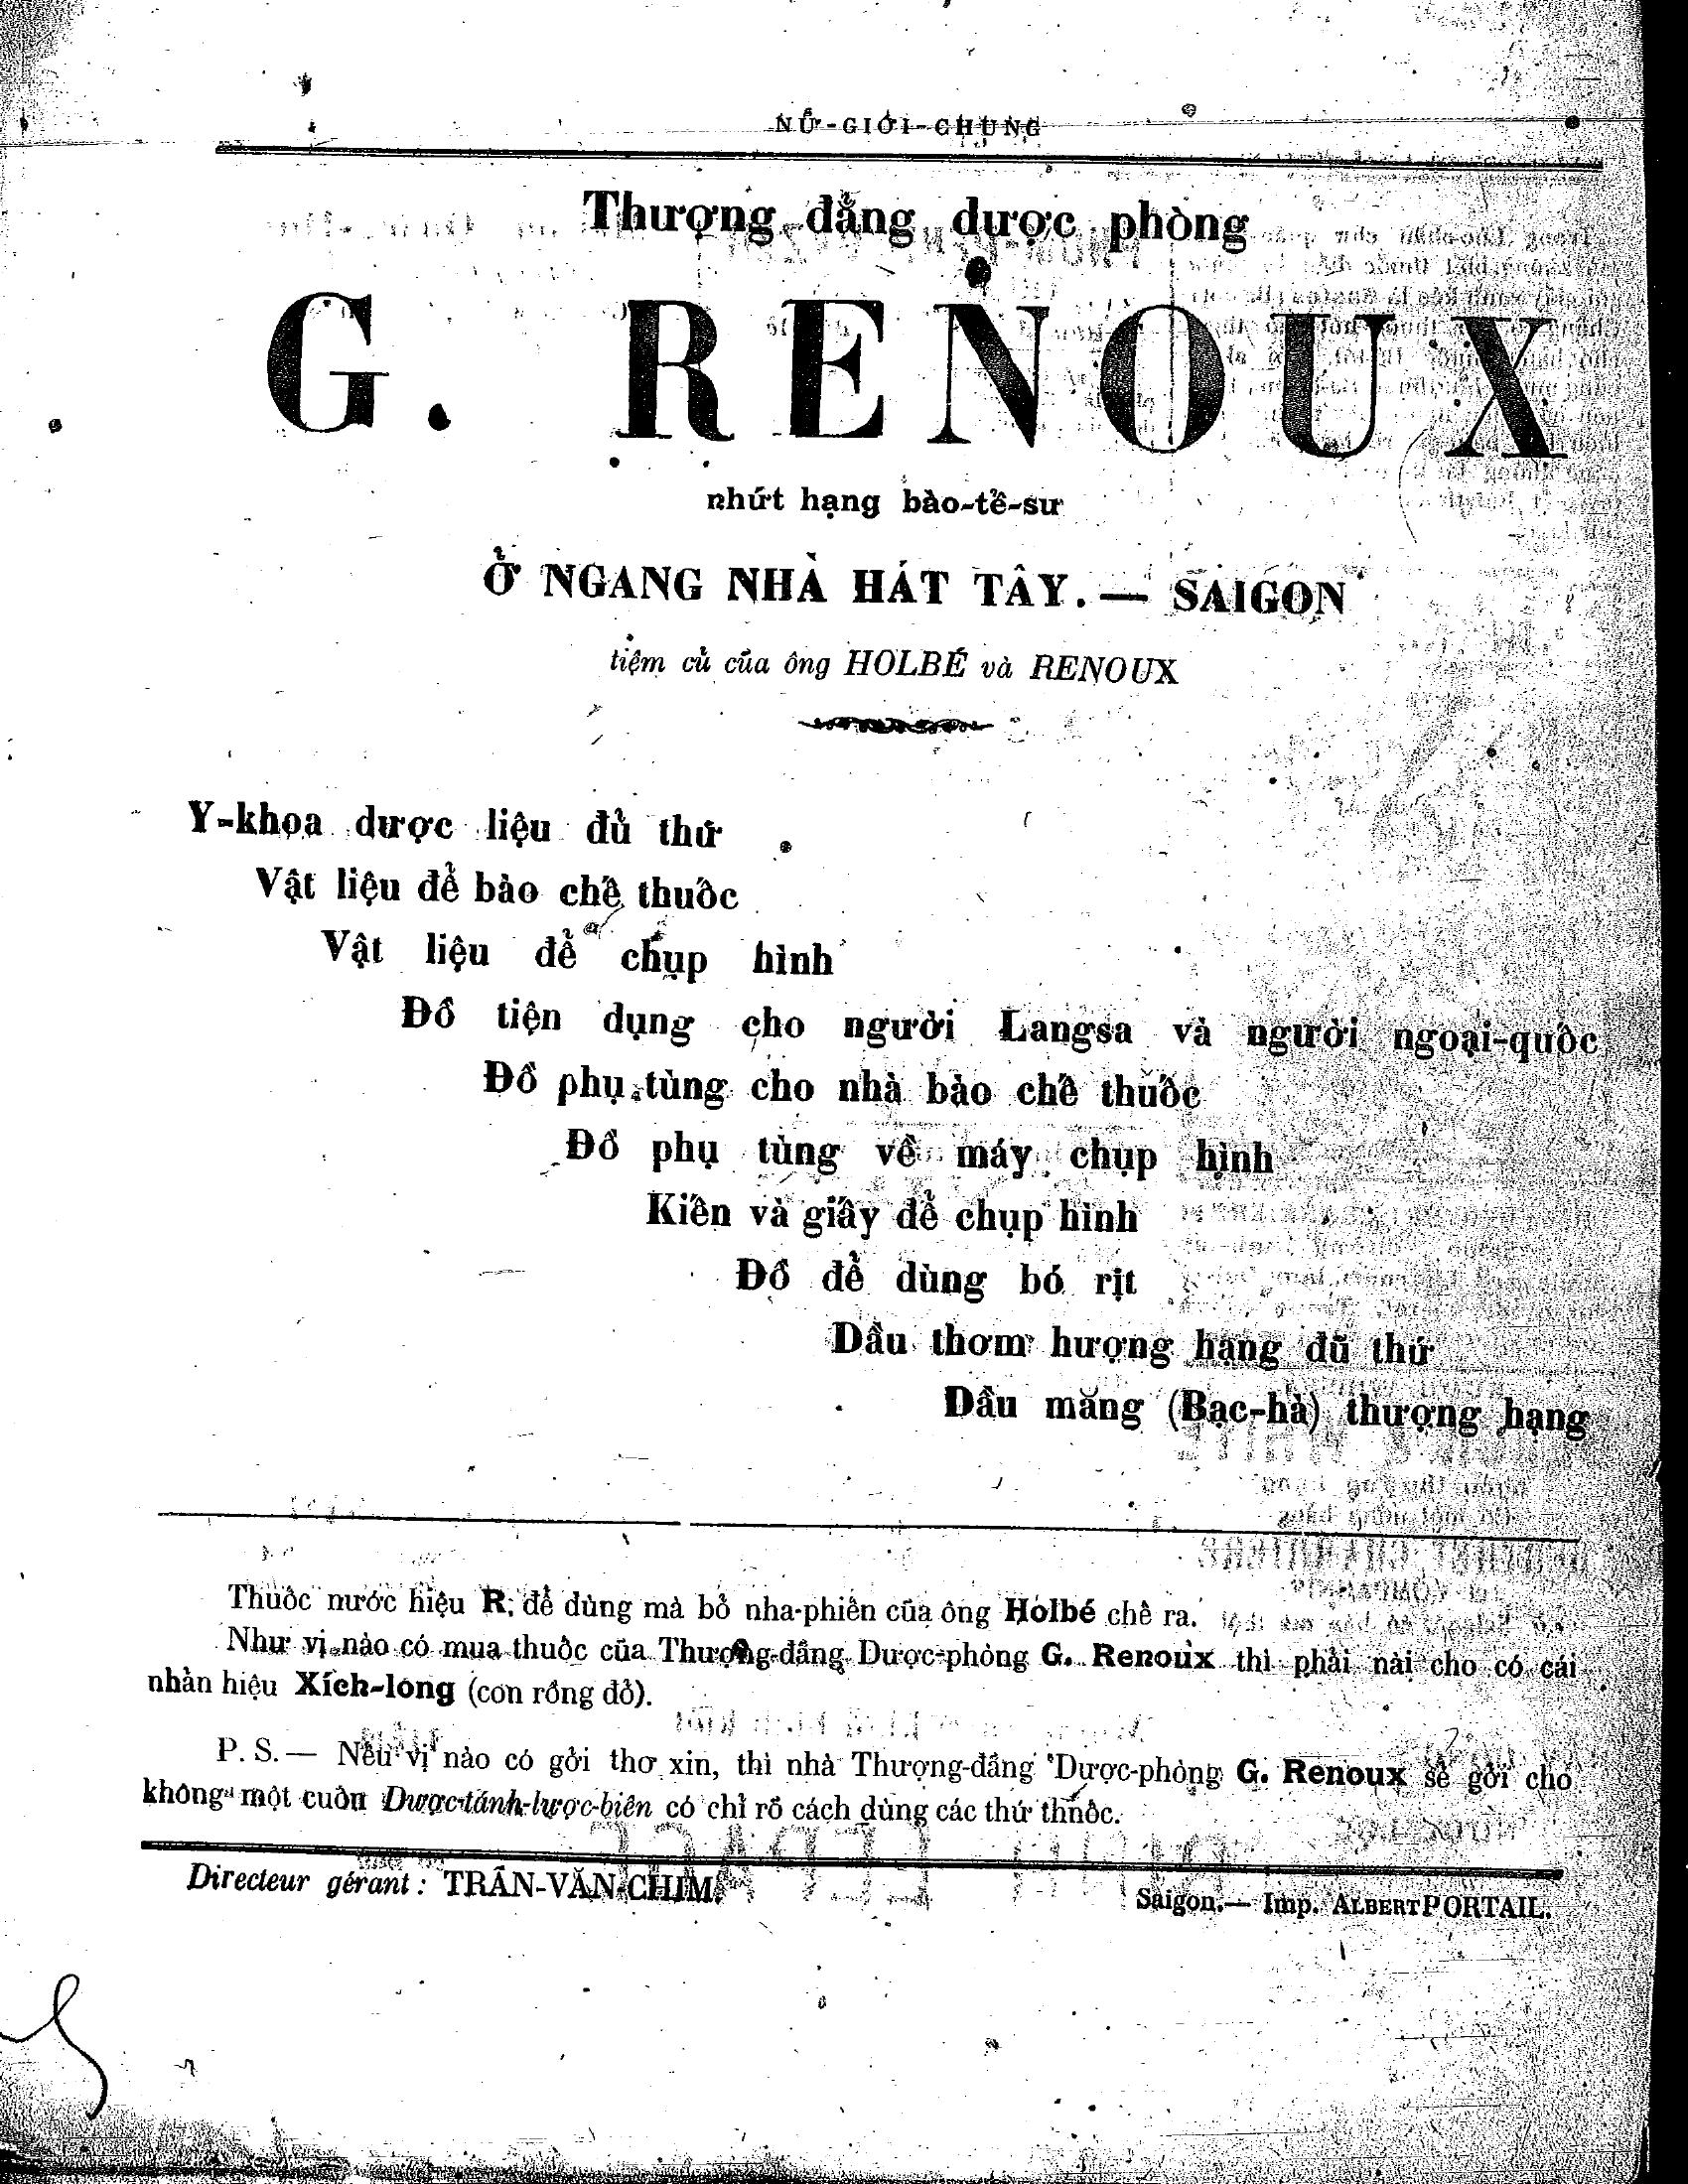 NỮ-GIỚI-CHUNG
Thượng đẳng dược phòng
G. RENOUX
nhứt hạng bào-tề-sư
Ở NGANG NHÀ HÁT TÂY. — SAIGON
tiệm củ của ông HOLBÉ và RENOUX
Y-khoa dược liệu đủ thứ
Vật liệu để bào chế thuốc
Vật liệu để chụp hình
Đồ tiện dụng cho người Langsa và người ngoại-quốc
Đồ phụ tùng cho nhà bào chế thuốc
Đồ phụ tùng về máy chụp hình
Kiến và giấy để chụp hình
Đồ để dùng bó rịt
Dầu thơm hượng hạng đũ thứ
Dầu măng (Bạc-hà) thượng hạng
Thuốc nước hiệu R, để dùng mà bỏ nha-phiến cũa ông Holbé chế ra.
Như vị nào có mua thuốc cũa Thượng-đẳng Dược-phòng G. Renoux thì phải nài cho có cái
nhản hiệu Xích-long (con rồng đỏ).
P. S. — Nếu vị nào có gởi thơ xin, thì nhà Thượng-đẳng Dược-phòng G. Renoux sẽ gởi cho
không một cuốn Dược-tánh-lược-biên có chỉ rõ cách dùng các thứ thuốc.
Directeur gérant : TRẦN-VĂN-CHIM.
Saigon.— Imp. ALBERT PORTAIL.